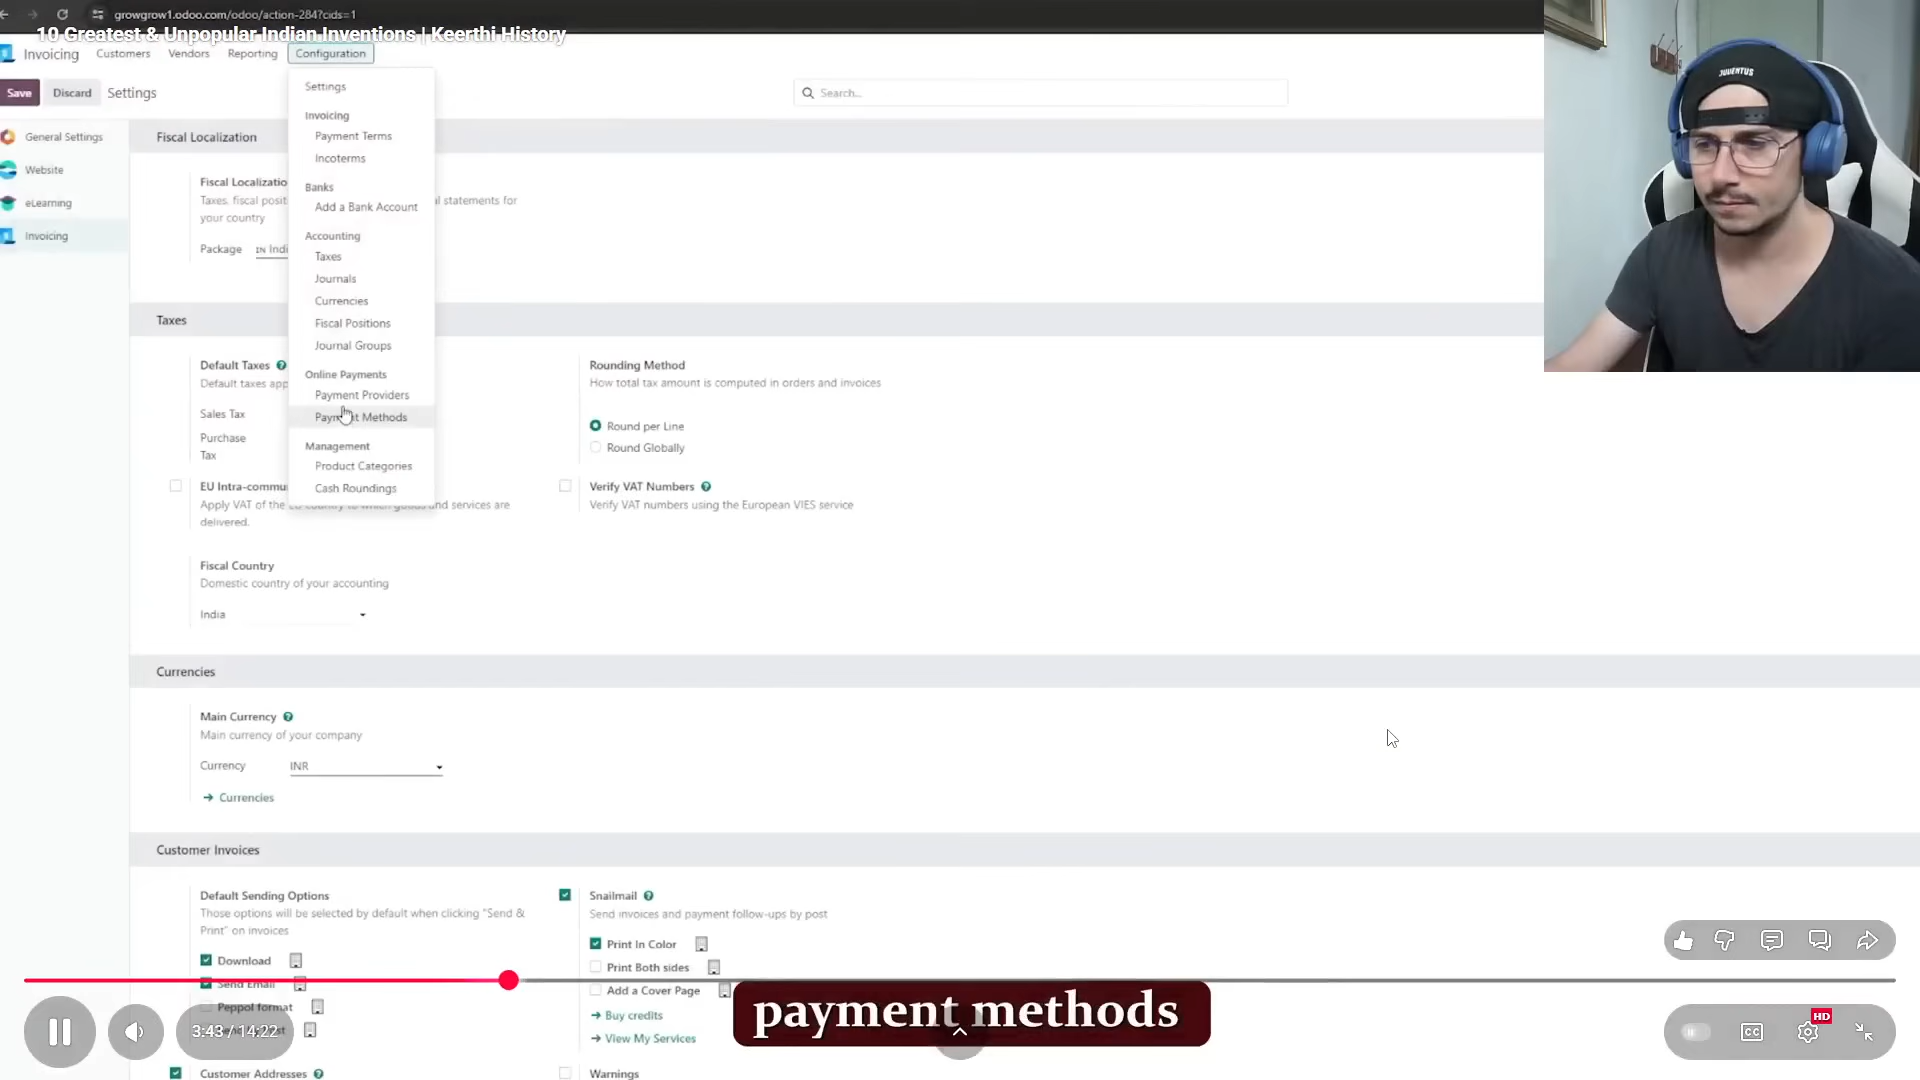 growgrow1.odoo.com/odoo/action-284?cids=1
10 Greatest & Unpopular Indian Inventions | Keerthi History
Invoicing
Customers
Vendors
Reporting
Configuration
Save
Discard
Settings
Search...
General Settings
Website
eLearning
Invoicing
Settings
Invoicing
Payment Terms
Incoterms
Banks
Add a Bank Account
Accounting
Taxes
Journals
Currencies
Fiscal Positions
Journal Groups
Online Payments
Payment Providers
Payment Methods
Management
Product Categories
Cash Roundings
Fiscal Localization
Fiscal Localizatio
Taxes, fiscal posit
al statements for
your country
Package
IN Indi
Taxes
Default Taxes
Default taxes app
Sales Tax
Purchase
Tax
Rounding Method
How total tax amount is computed in orders and invoices
Round per Line
Round Globally
EU Intra-commu
Apply VAT of the EU country to which goods and services are
delivered.
Verify VAT Numbers
Verify VAT numbers using the European VIES service
Fiscal Country
Domestic country of your accounting
India
Currencies
Main Currency
Main currency of your company
Currency
INR
Currencies
Customer Invoices
Default Sending Options
Those options will be selected by default when clicking "Send &
Print" on invoices
Download
Send Email
Peppol format
Snailmail
Send invoices and payment follow-ups by post
Print In Color
Print Both sides
Add a Cover Page
Buy credits
View My Services
Customer Addresses
Warnings
JUVENTUS
payment methods
3:43 / 14:22
CC
HD